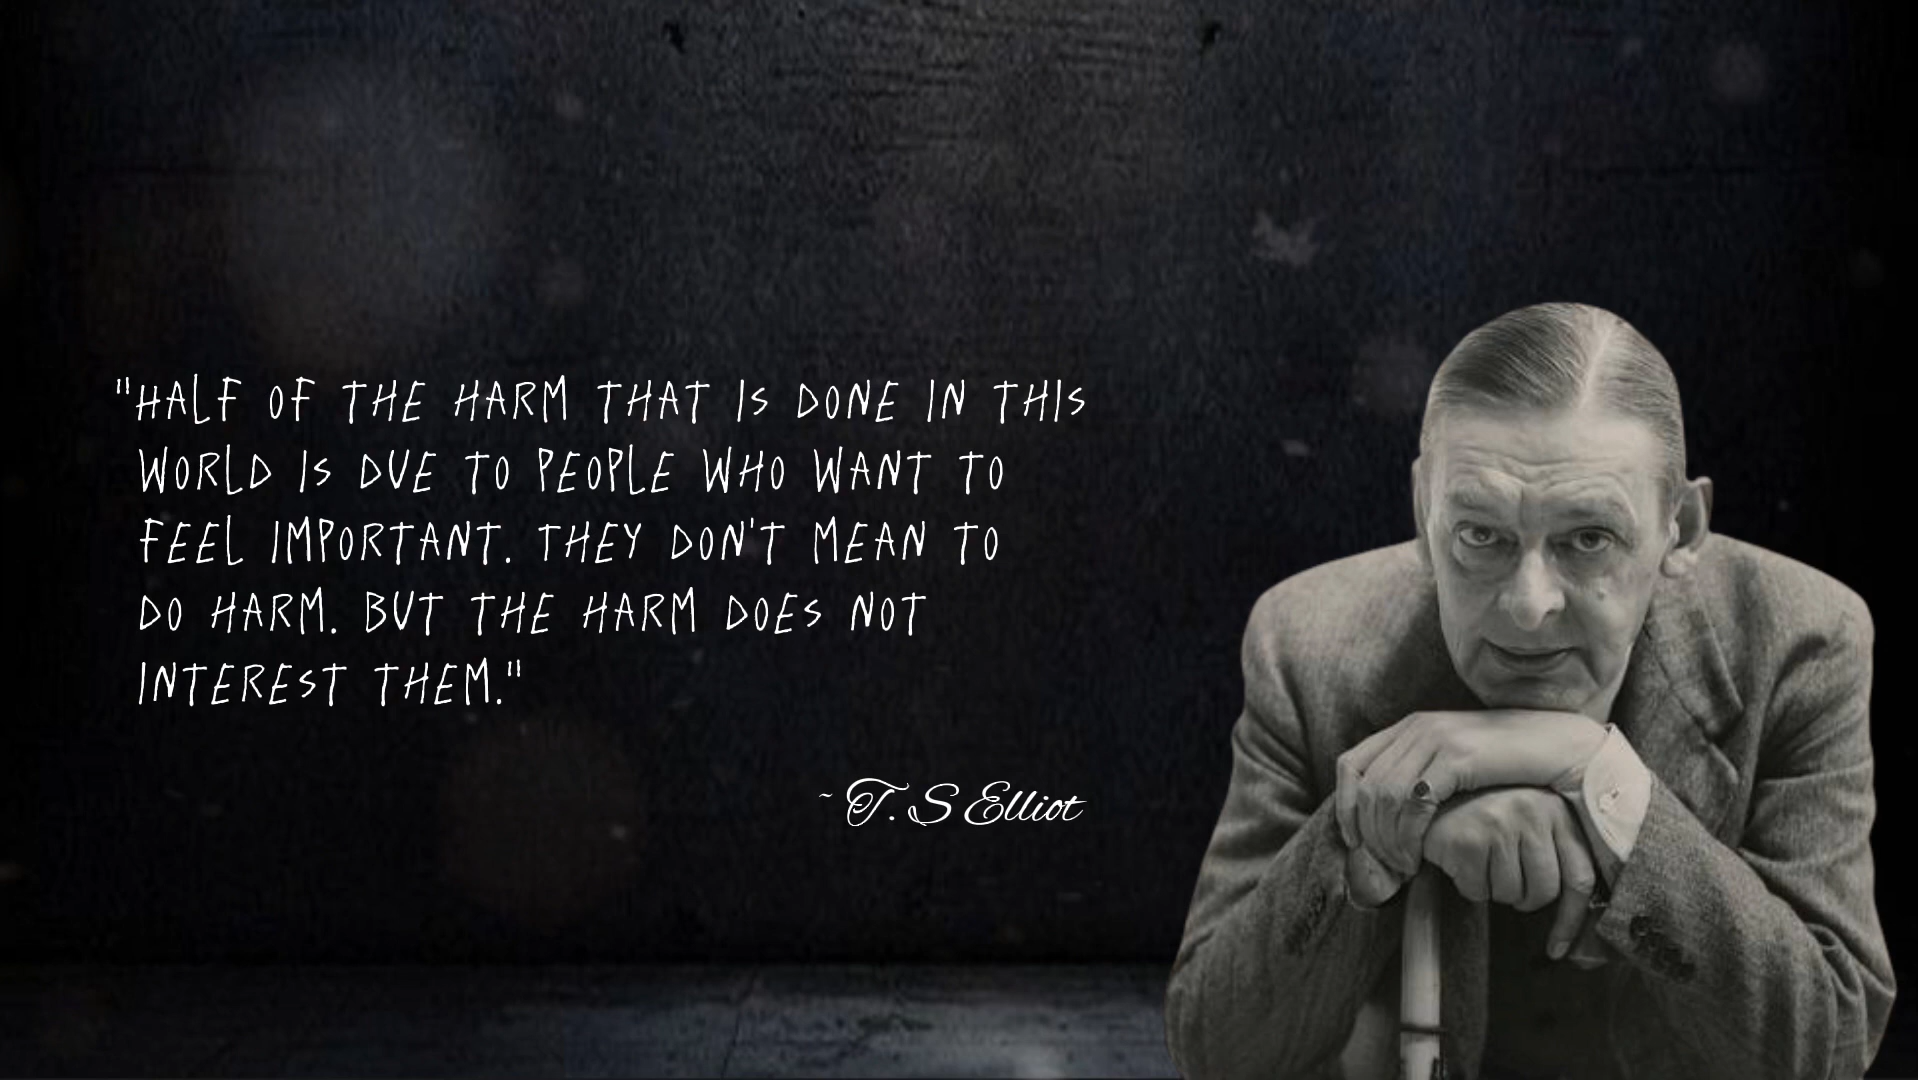 "HALF OF THE HARM THAT IS DONE IN THIS
WORLD IS DUE TO PEOPLE WHO WANT TO
FEEL IMPORTANT. THEY DON'T MEAN TO
DO HARM. BUT THE HARM DOES NOT
INTEREST THEM."
~ T. S Elliot